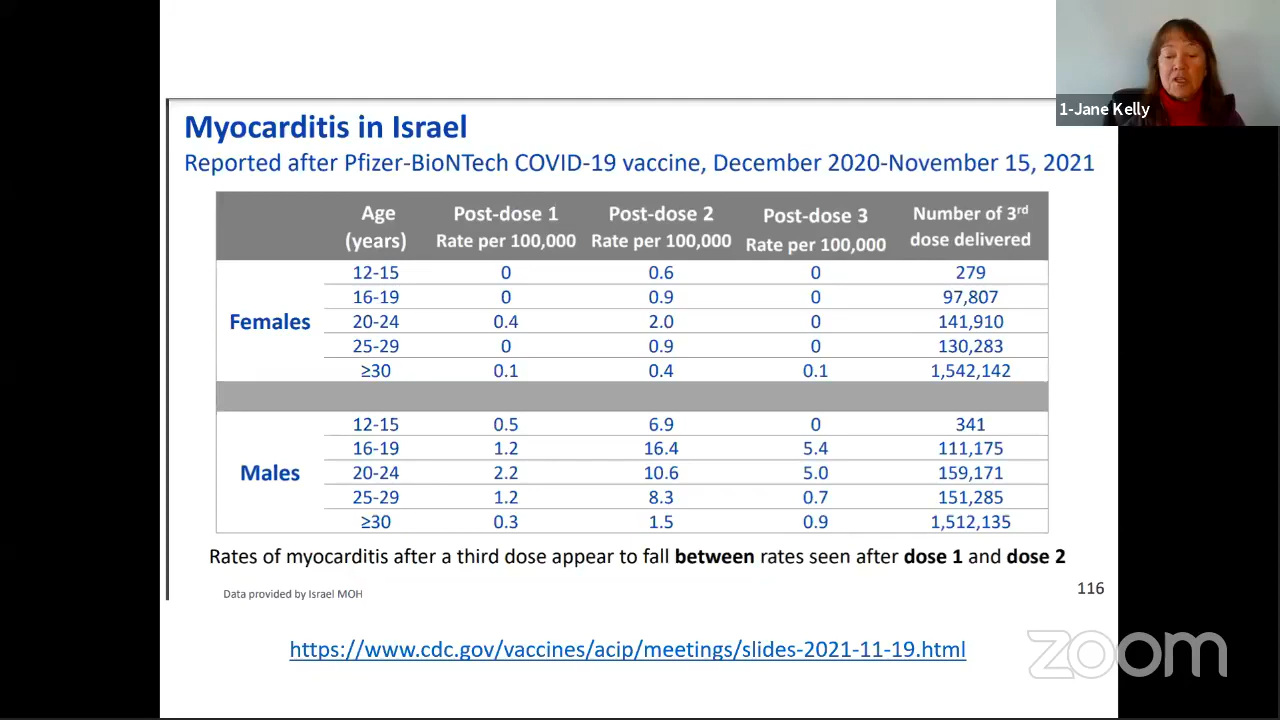 1-Jane Kelly
Myocarditis in Israel
Reported after Pfizer-BioNTech COVID-19 vaccine, December 2020-November 15, 2021
Age (years) Post-dose 1 Rate per 100,000 Post-dose 2 Rate per 100,000 Post-dose 3 Rate per 100,000 Number of 3rd dose delivered
Females
12-15 0 0.6 0 279
16-19 0 0.9 0 97,807
20-24 0.4 2.0 0 141,910
25-29 0 0.9 0 130,283
≥30 0.1 0.4 0.1 1,542,142
Males
12-15 0.5 6.9 0 341
16-19 1.2 16.4 5.4 111,175
20-24 2.2 10.6 5.0 159,171
25-29 1.2 8.3 0.7 151,285
≥30 0.3 1.5 0.9 1,512,135
Rates of myocarditis after a third dose appear to fall between rates seen after dose 1 and dose 2
Data provided by Israel MOH
116
https://www.cdc.gov/vaccines/acip/meetings/slides-2021-11-19.html
zoom